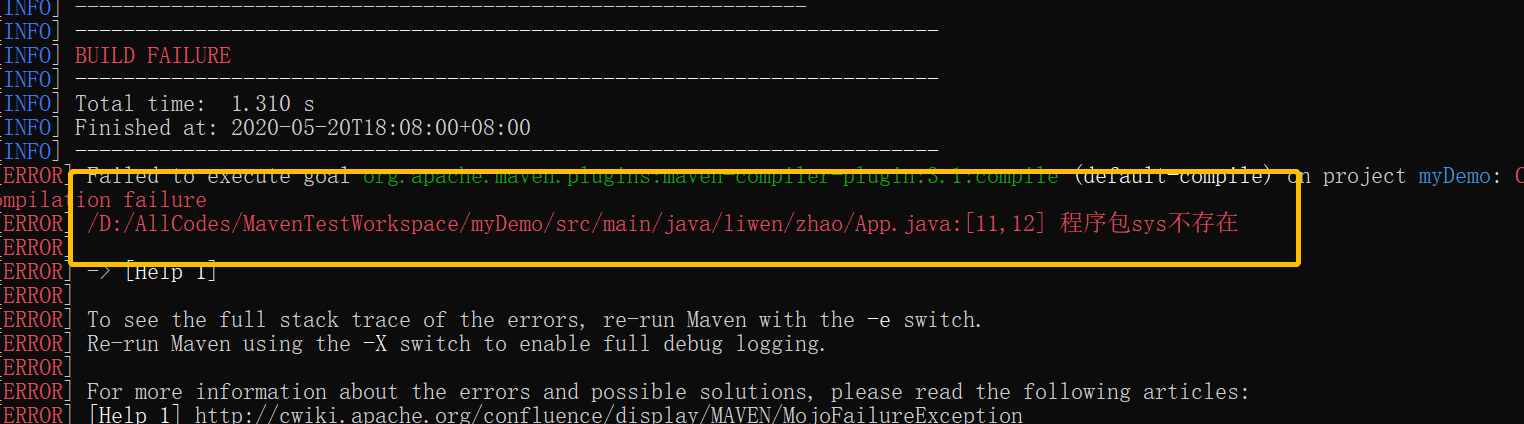 [INFO] -------------------------------------------------------------
[INFO] ------------------------------------------------------------------------
[INFO] BUILD FAILURE
[INFO] ------------------------------------------------------------------------
[INFO] Total time:  1.310 s
[INFO] Finished at: 2020-05-20T18:08:00+08:00
[INFO] ------------------------------------------------------------------------
[ERROR] Failed to execute goal org.apache.maven.plugins:maven-compiler-plugin:3.1:compile (default-compile) on project myDemo: C
ompilation failure
[ERROR] /D:/AllCodes/MavenTestWorkspace/myDemo/src/main/java/liwen/zhao/App.java:[11,12] 程序包sys不存在
[ERROR]
[ERROR] -> [Help 1]
[ERROR]
[ERROR] To see the full stack trace of the errors, re-run Maven with the -e switch.
[ERROR] Re-run Maven using the -X switch to enable full debug logging.
[ERROR]
[ERROR] For more information about the errors and possible solutions, please read the following articles:
[ERROR] [Help 1] http://cwiki.apache.org/confluence/display/MAVEN/MojoFailureException